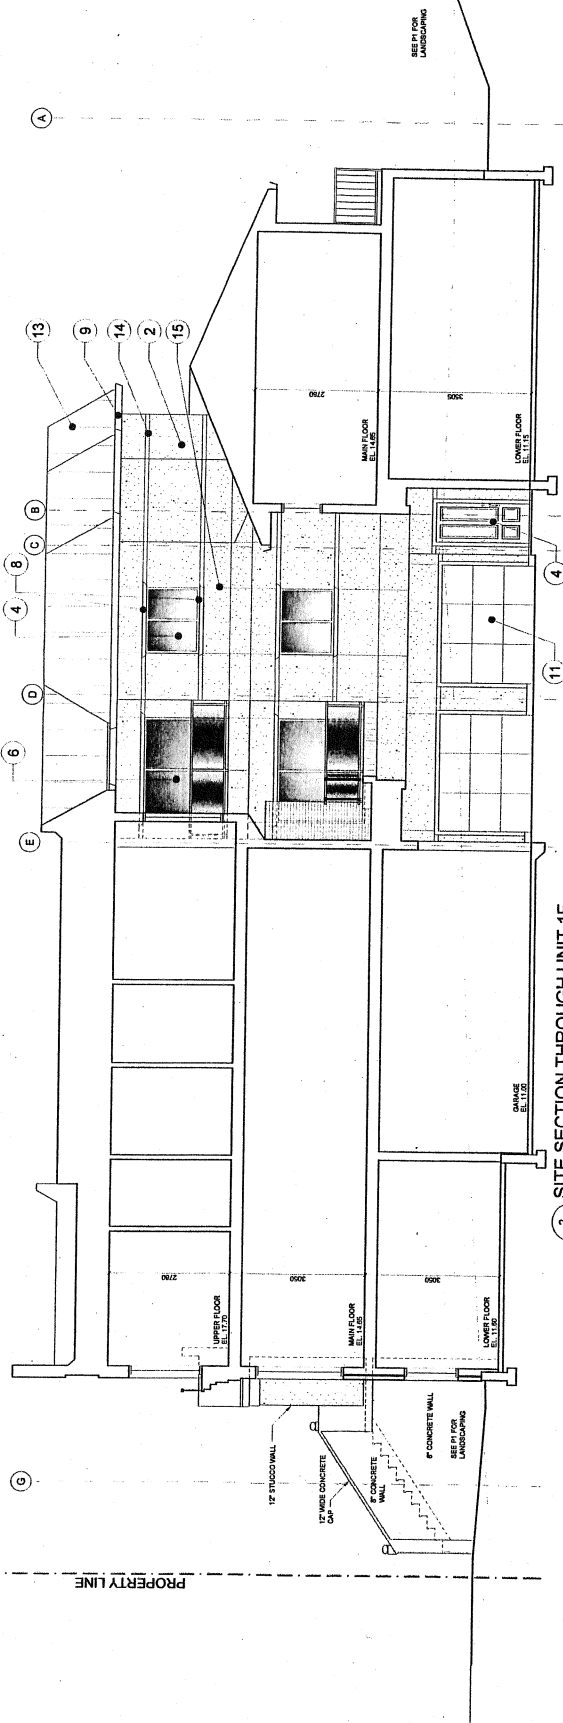 G
E
D
C
B
A
6
4
8
13
9
14
2
15
PROPERTY LINE
12" STUCCO WALL
12" WIDE CONCRETE
CAP
8" CONCRETE
WALL
8" CONCRETE WALL
SEE P1 FOR
LANDSCAPING
2780
UPPER FLOOR
EL. 17.70
3050
MAIN FLOOR
EL. 14.65
3050
LOWER FLOOR
EL. 11.60
GARAGE
EL. 11.00
2760
MAIN FLOOR
EL. 14.65
3505
LOWER FLOOR
EL. 11.15
SEE P1 FOR
LANDSCAPING
11
4
SITE SECTION THROUGH UNIT